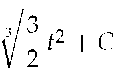 ∛(3/2) t² + C